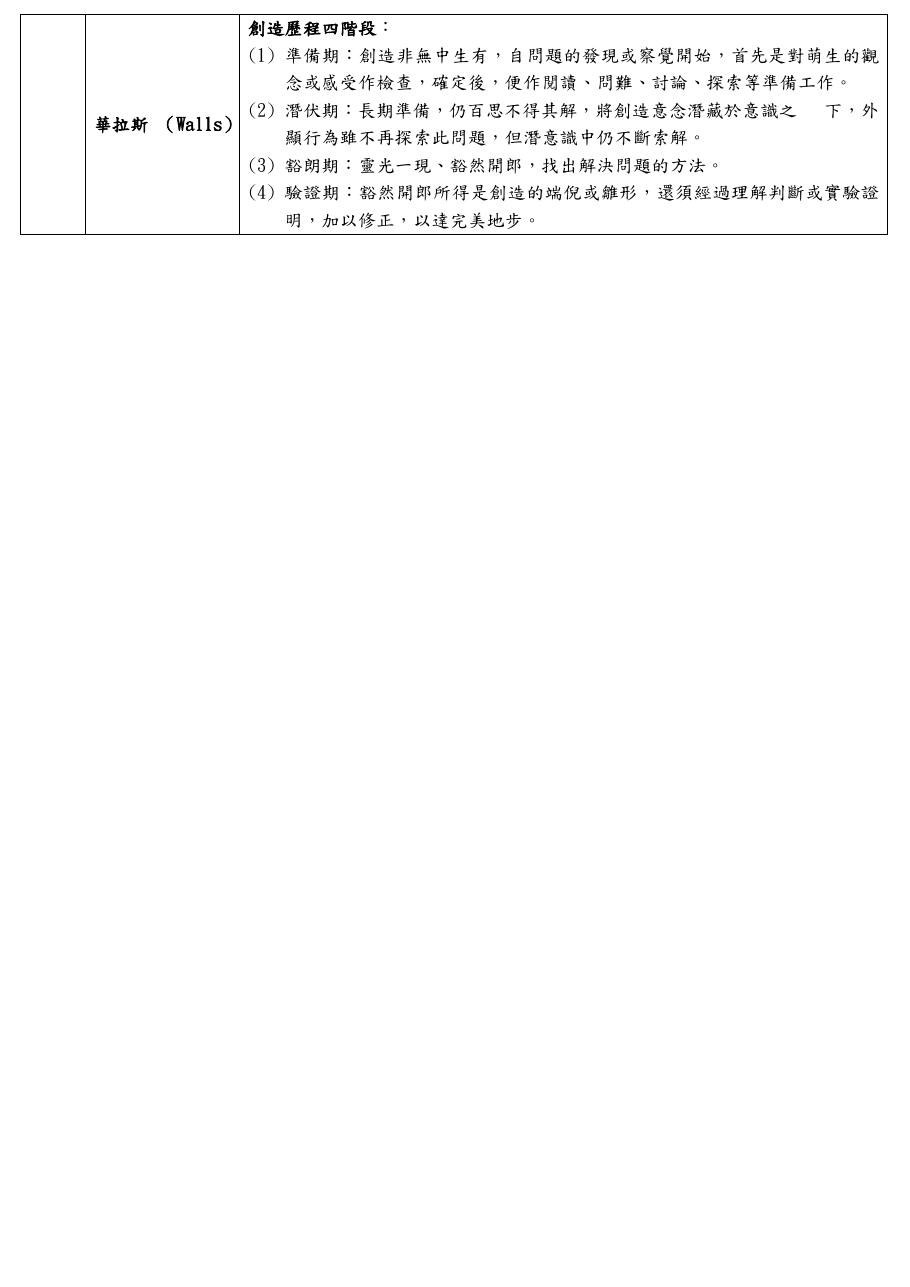 創造歷程四階段：
(1) 準備期：創造非無中生有，自問題的發現或察覺開始，首先是對萌生的觀
念或感受作檢查，確定後，便作閱讀、問難、討論、探索等準備工作。
(2) 潛伏期：長期準備，仍百思不得其解，將創造意念潛藏於意識之　下，外
華拉斯 （Walls）
顯行為雖不再探索此問題，但潛意識中仍不斷索解。
(3) 豁朗期：靈光一現、豁然開郎，找出解決問題的方法。
(4) 驗證期：豁然開郎所得是創造的端倪或雛形，還須經過理解判斷或實驗證
明，加以修正，以達完美地步。